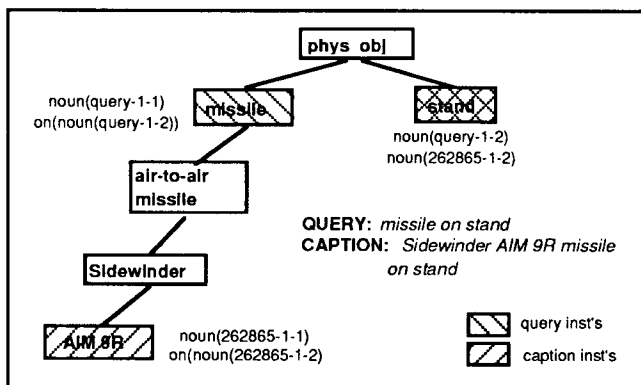 phys obj
noun(query-1-1)
on(noun(query-1-2))
missile
stand
noun(query-1-2)
noun(262865-1-2)
air-to-air
missile
QUERY: missile on stand
CAPTION: Sidewinder AIM 9R missile
on stand
Sidewinder
AIM 9R
noun(262865-1-1)
on(noun(262865-1-2)
query inst's
caption inst's